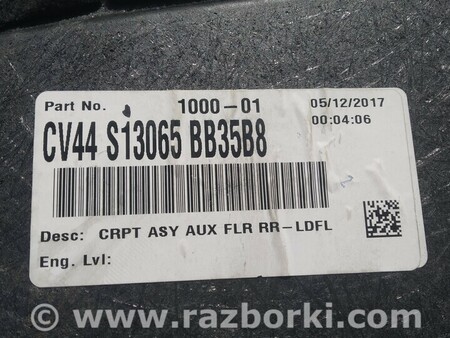 Part No. 1000-01 05/12/2017
00:04:06
CV44 S13065 BB35B8
Desc: CRPT ASY AUX FLR RR-LDFL
Eng. Lvl:
© www.razborki.com